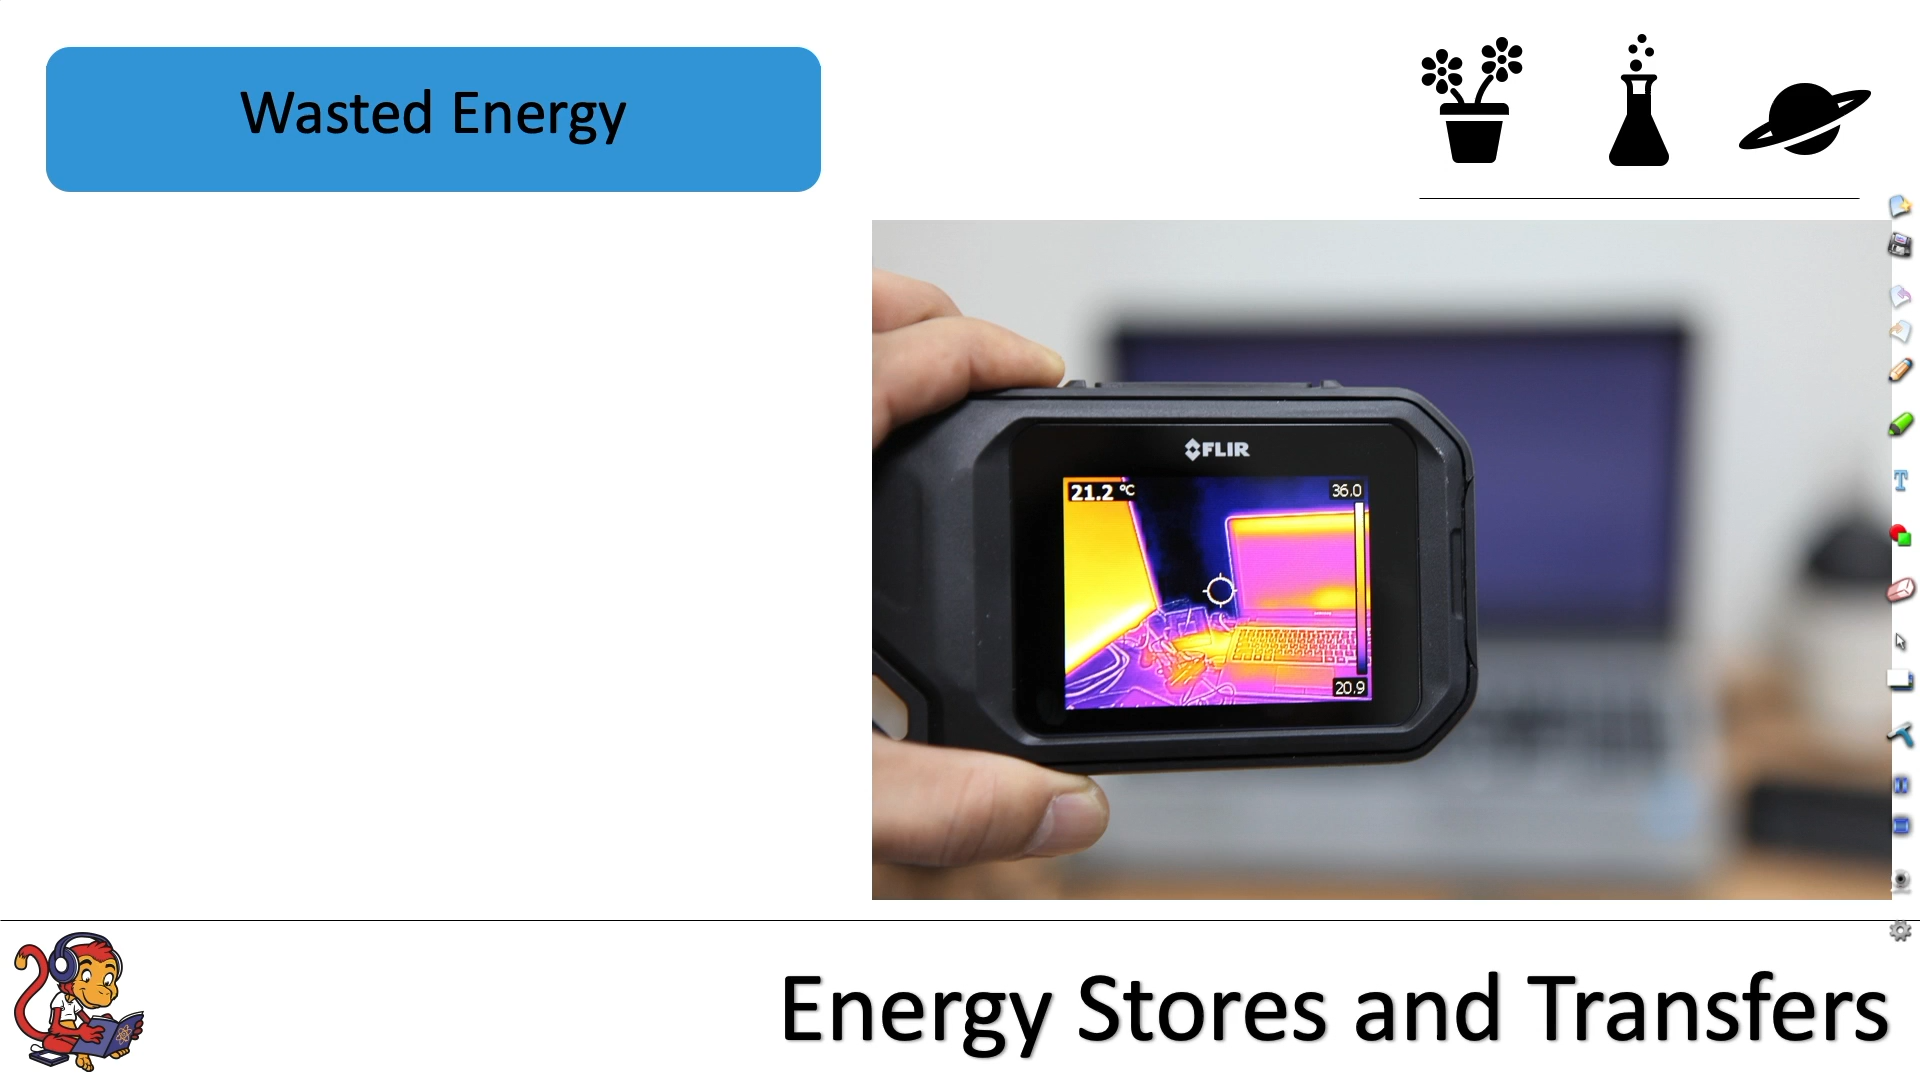 Wasted Energy
FLIR
21.2 °C
36.0
20.9
T
Energy Stores and Transfers